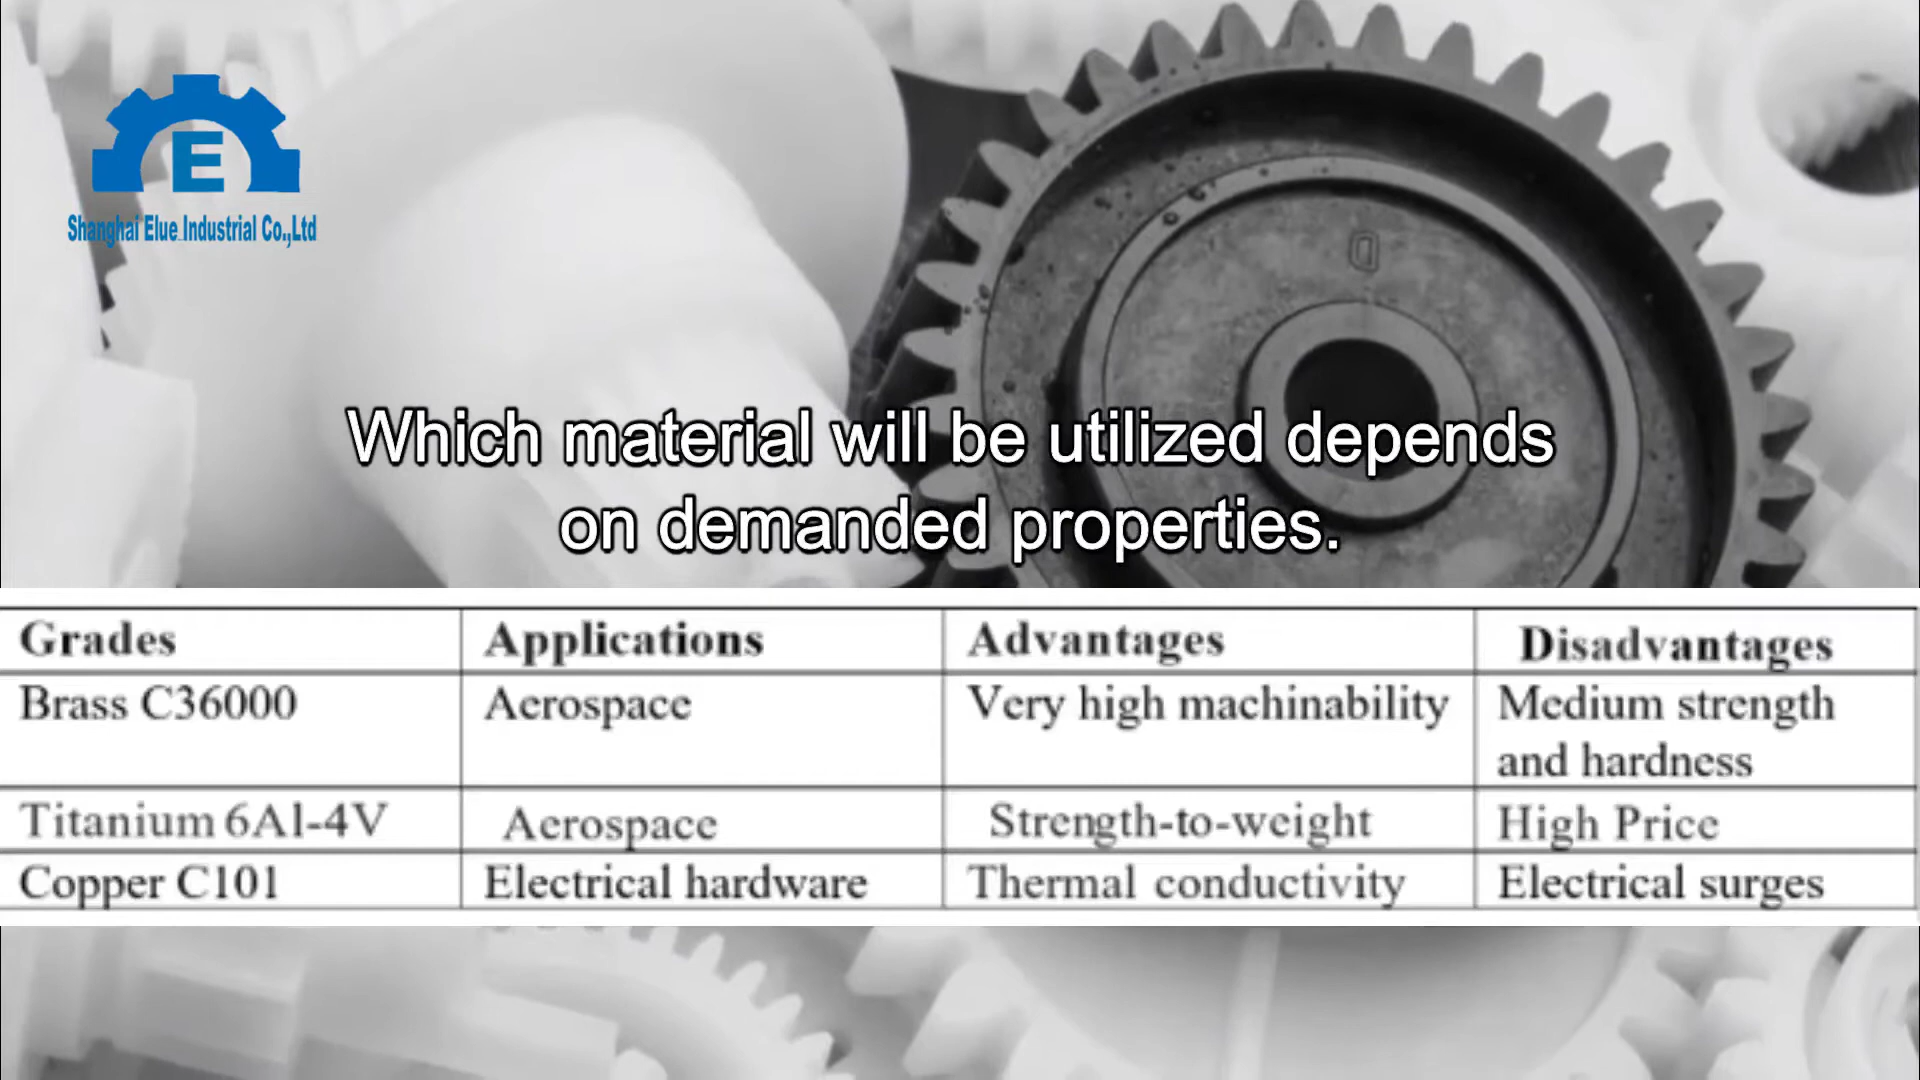 E
Shanghai Elue Industrial Co.,Ltd
D
Which material will be utilized depends
on demanded properties.
Grades Applications Advantages Disadvantages
Brass C36000 Aerospace Very high machinability Medium strength
and hardness
Titanium 6Al-4V Aerospace Strength-to-weight High Price
Copper C101 Electrical hardware Thermal conductivity Electrical surges